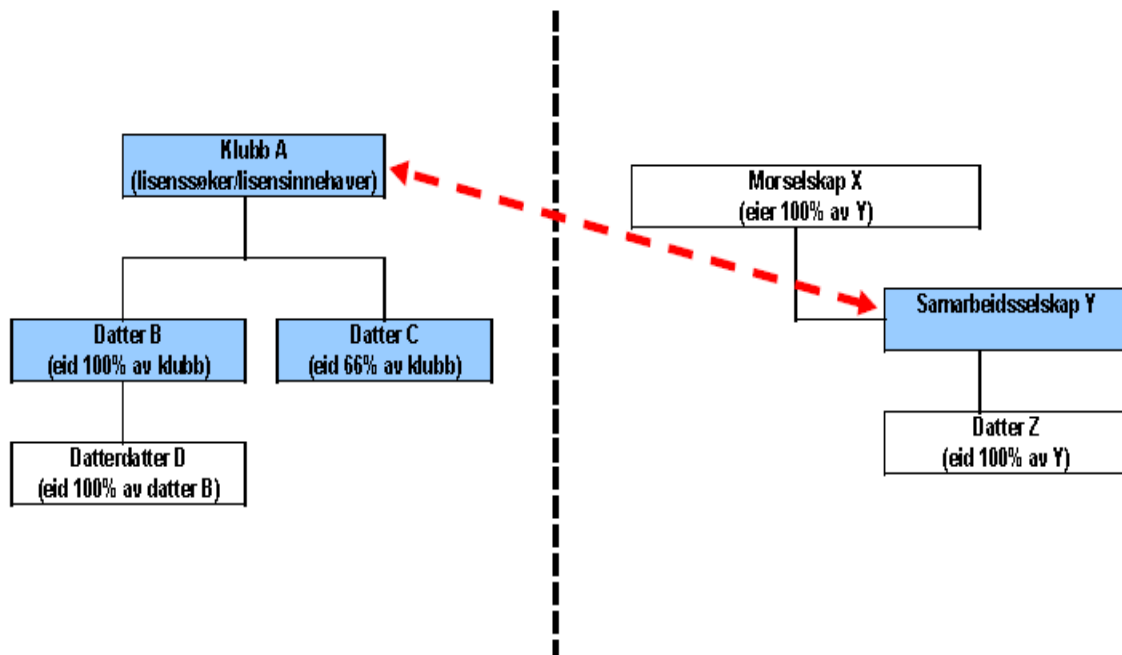 Klubb A
(lisenssøker/lisensinnehaver)
Morselskap X
(eier 100% av Y)
Samarbeidsselskap Y
Datter B
(eid 100% av klubb)
Datter C
(eid 66% av klubb)
Datter Z
(eid 100% av Y)
Datterdatter D
(eid 100% av datter B)